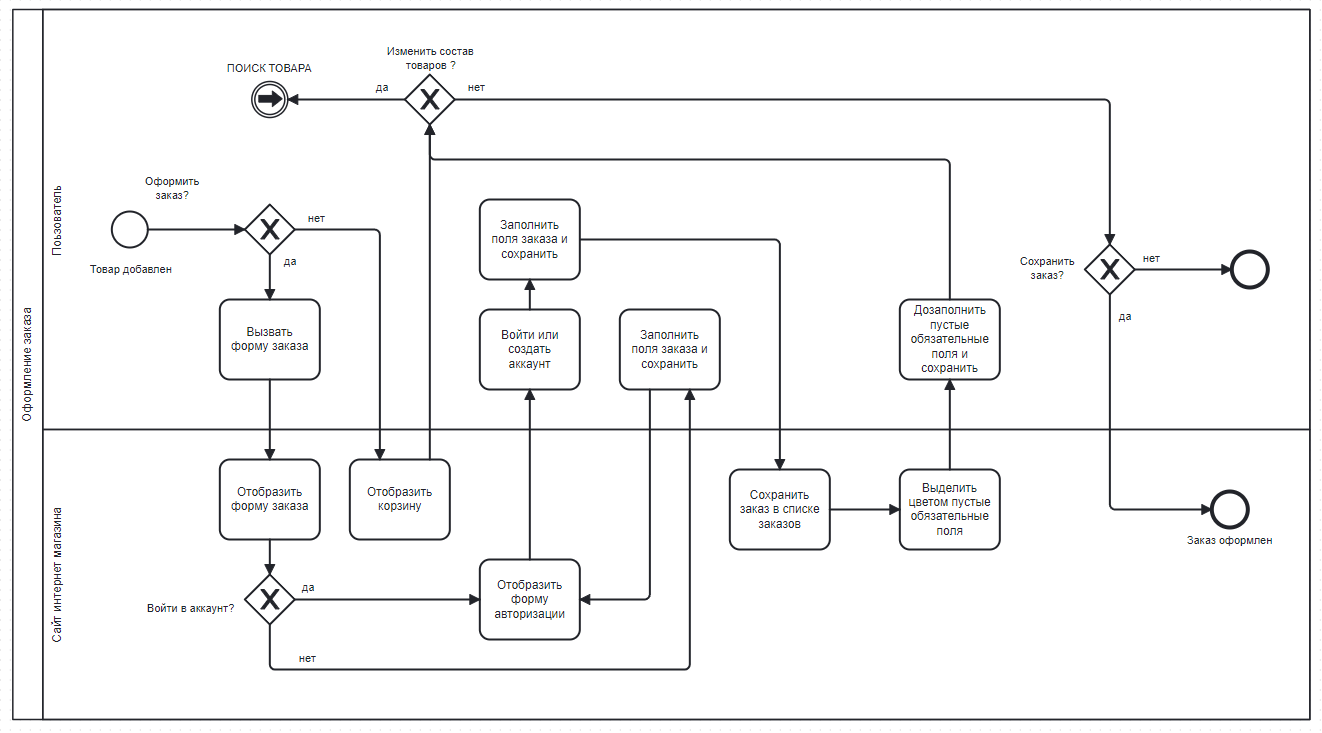 Оформление заказа
Поьзователь
Сайт интернет магазина
Изменить состав
товаров ?
ПОИСК ТОВАРА
да
нет
Оформить
заказа?
нет
да
Товар добавлен
Вызвать
форму заказа
Заполнить
поля заказа и
сохранить
Войти или
создать
аккаунт
Заполнить
поля заказа и
сохранить
Дозаполнить
пустые
обязательные
поля и
сохранить
Сохранить
заказ?
нет
да
Отобразить
форму заказа
Отобразить
корзину
Сохранить
заказ в списке
заказов
Выделить
цветом пустые
обязательные
поля
Заказ оформлен
Войти в аккаунт?
да
нет
Отобразить
форму
авторизации